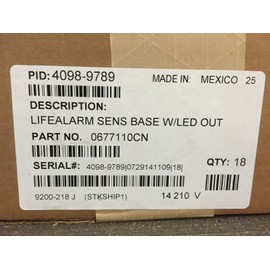 PID: 4098-9789 MADE IN: MEXICO 25
DESCRIPTION:
LIFEALARM SENS BASE W/LED OUT
PART NO. 0677110CN
SERIAL#: 4098-9789|0729141109|18| QTY: 18
9200-218 J (STKSHIP1) 14 210 V